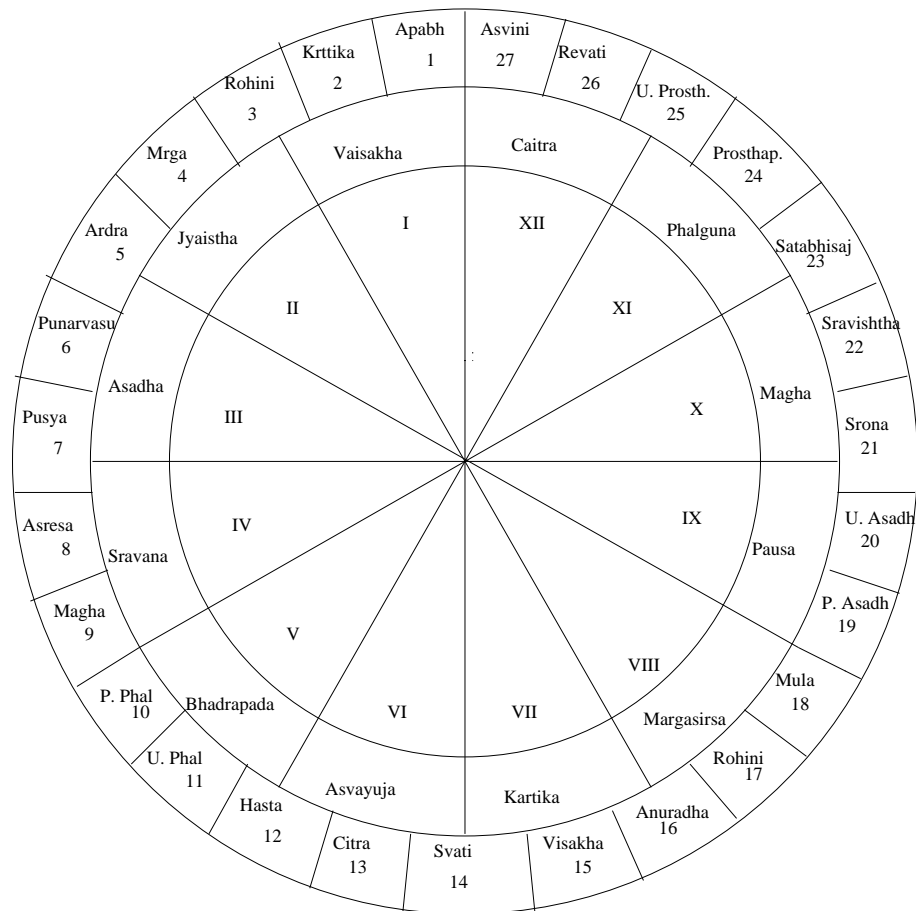 Apabh
1
Krttika
2
Rohini
3
Mrga
4
Ardra
5
Punarvasu
6
Pusya
7
Asresa
8
Magha
9
P. Phal
10
U. Phal
11
Hasta
12
Citra
13
Svati
14
Visakha
15
Anuradha
16
Rohini
17
Mula
18
P. Asadh
19
U. Asadh
20
Srona
21
Sravishtha
22
Satabhisaj
23
Prosthap.
24
U. Prosth.
25
Revati
26
Asvini
27
Vaisakha
Jyaistha
Asadha
Sravana
Bhadrapada
Asvayuja
Kartika
Margasirsa
Pausa
Magha
Phalguna
Caitra
I
II
III
IV
V
VI
VII
VIII
IX
X
XI
XII